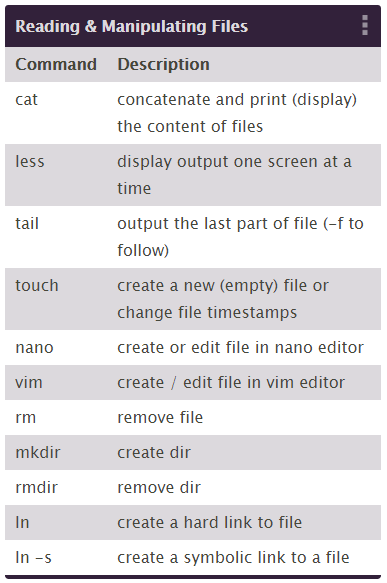 Reading & Manipulating Files
Command Description
cat concatenate and print (display)
the content of files
less display output one screen at a
time
tail output the last part of file (-f to
follow)
touch create a new (empty) file or
change file timestamps
nano create or edit file in nano editor
vim create / edit file in vim editor
rm remove file
mkdir create dir
rmdir remove dir
ln create a hard link to file
ln -s create a symbolic link to a file